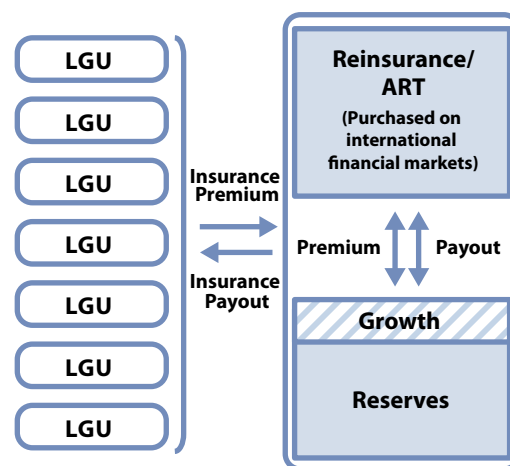 LGU
LGU
LGU
LGU
LGU
LGU
LGU
Insurance
Premium
Insurance
Payout
Reinsurance/
ART
(Purchased on
international
financial markets)
Premium
Payout
Growth
Reserves